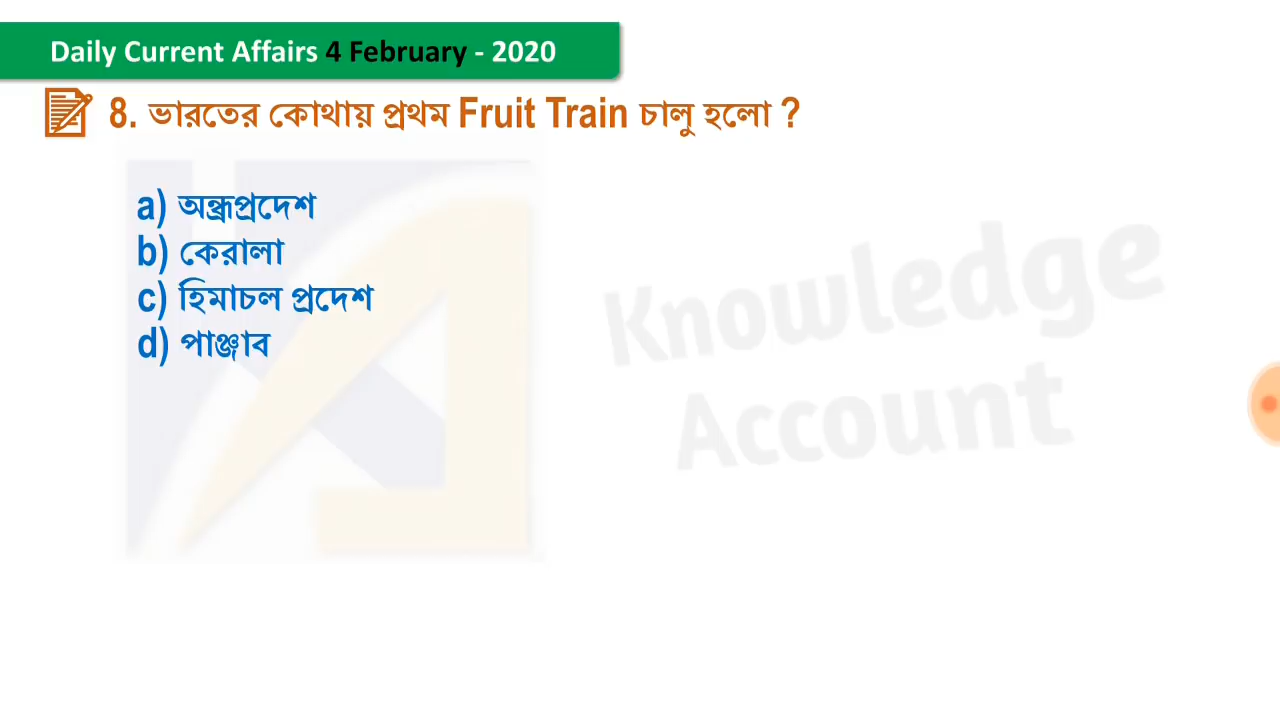 Daily Current Affairs 4 February - 2020
8. ভারতের কোথায় প্রথম Fruit Train চালু হলো ?
a) অন্ধ্রপ্রদেশ
b) কেরালা
c) হিমাচল প্রদেশ
d) পাঞ্জাব
Knowledge
Account